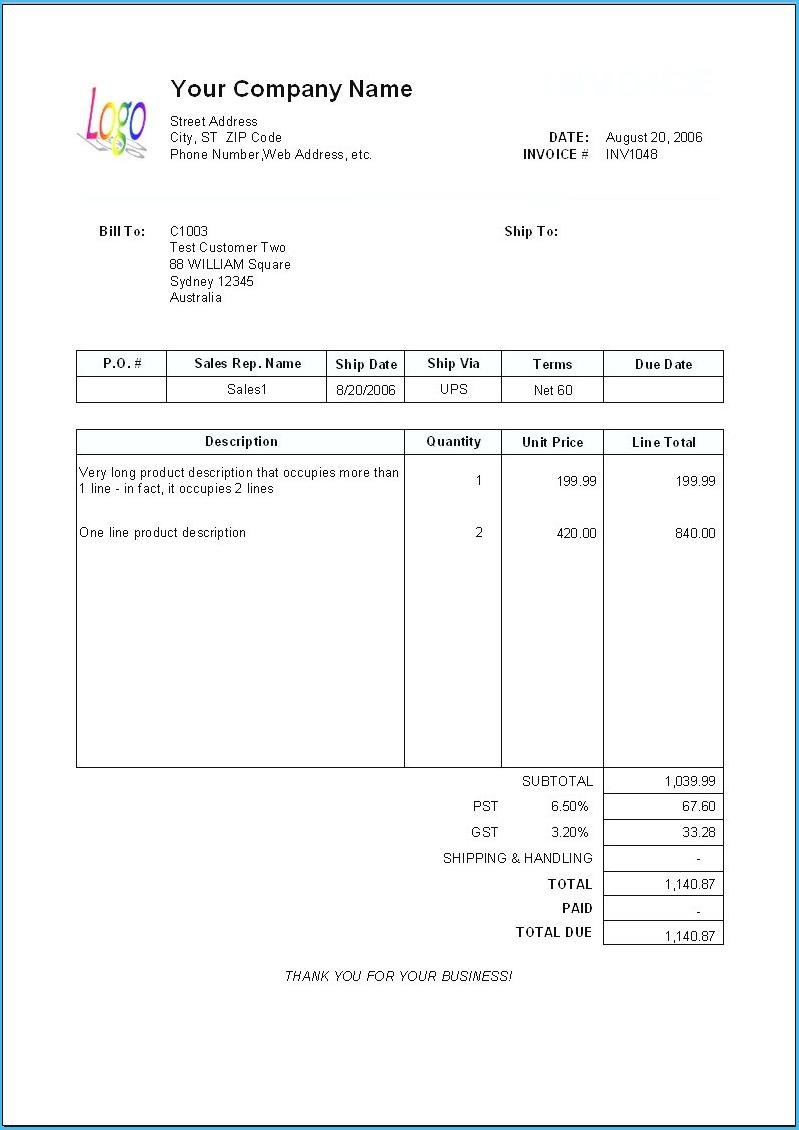 Logo
Your Company Name
Street Address
City, ST ZIP Code
Phone Number,Web Address, etc.
DATE: August 20, 2006
INVOICE # INV1048
Bill To: C1003
Test Customer Two
88 WILLIAM Square
Sydney 12345
Australia
Ship To:
P.O. # Sales Rep. Name Ship Date Ship Via Terms Due Date
Sales1 8/20/2006 UPS Net 60
Description Quantity Unit Price Line Total
Very long product description that occupies more than
1 line - in fact, it occupies 2 lines
1 199.99 199.99
One line product description 2 420.00 840.00
SUBTOTAL 1,039.99
PST 6.50% 67.60
GST 3.20% 33.28
SHIPPING & HANDLING -
TOTAL 1,140.87
PAID -
TOTAL DUE 1,140.87
THANK YOU FOR YOUR BUSINESS!